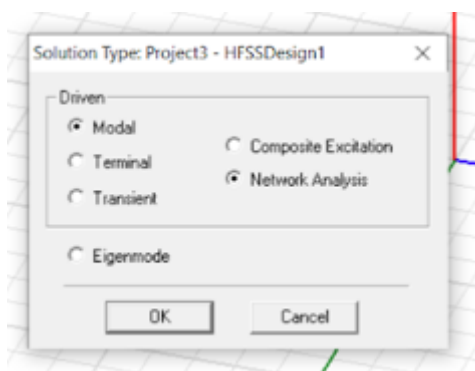 Solution Type: Project3 - HFSSDesign1
Driven
Modal
Terminal
Transient
Composite Excitation
Network Analysis
Eigenmode
OK
Cancel